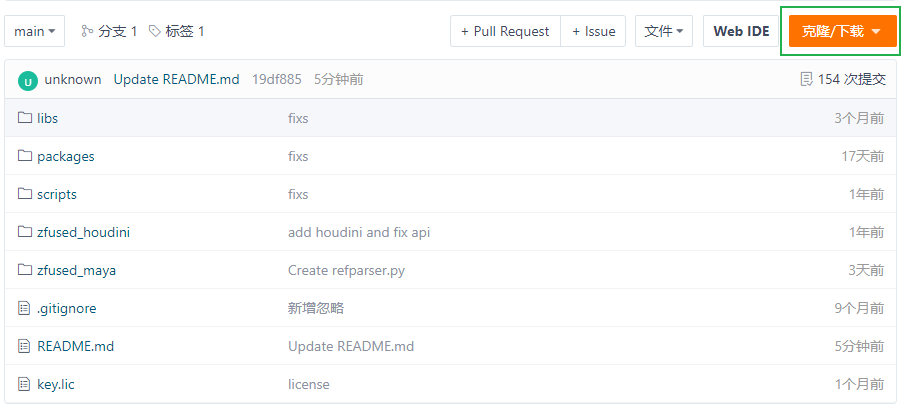 main 分支 1 标签 1 + Pull Request + Issue 文件 Web IDE 克隆/下载
U unknown Update README.md 19df885 5分钟前 154 次提交
libs fixs 3个月前
packages fixs 17天前
scripts fixs 1年前
zfused_houdini add houdini and fix api 1年前
zfused_maya Create refparser.py 3天前
.gitignore 新增忽略 9个月前
README.md Update README.md 5分钟前
key.lic license 1个月前